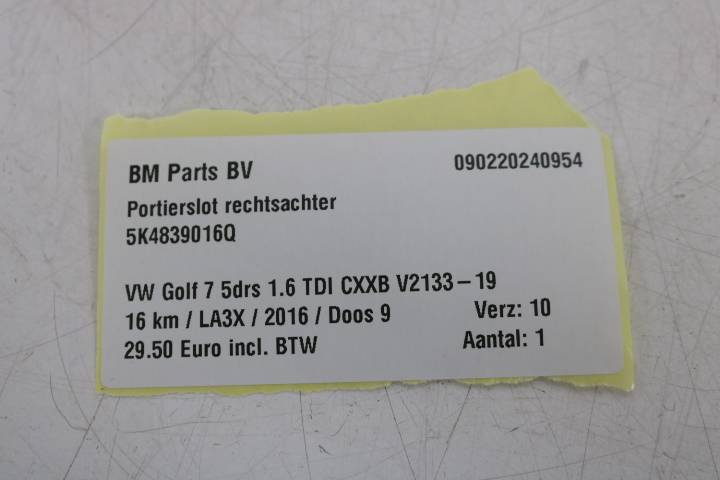 BM Parts BV 090220240954
Portierslot rechtsachter
5K4839016Q
VW Golf 7 5drs 1.6 TDI CXXB V2133-19
16 km / LA3X / 2016 / Doos 9 Verz: 10
29.50 Euro incl. BTW Aantal: 1